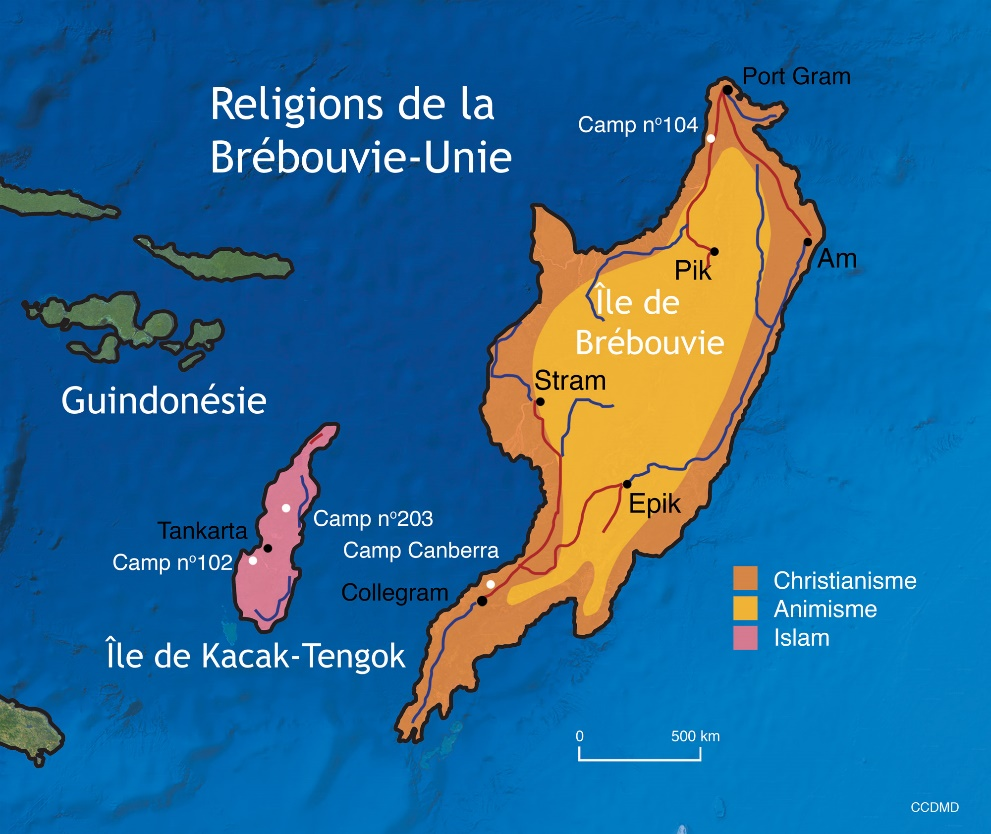 Religions de la
Brébouvie-Unie
Port Gram
Camp nº104
Am
Pik
Île de
Brébouvie
Stram
Guindonésie
Epik
Camp nº203
Tankarta
Camp Canberra
Camp nº102
Collegram
Christianisme
Animisme
Islam
Île de Kacak-Tengok
0 500 km
CCDMD